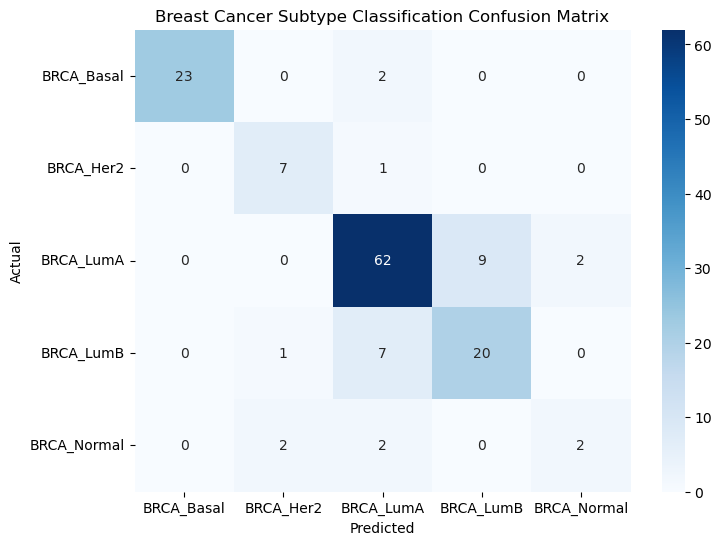 Breast Cancer Subtype Classification Confusion Matrix
BRCA_Basal 23 0 2 0 0
BRCA_Her2 0 7 1 0 0
BRCA_LumA 0 0 62 9 2
BRCA_LumB 0 1 7 20 0
BRCA_Normal 0 2 2 0 2
BRCA_Basal BRCA_Her2 BRCA_LumA BRCA_LumB BRCA_Normal
Predicted
Actual
60
50
40
30
20
10
0